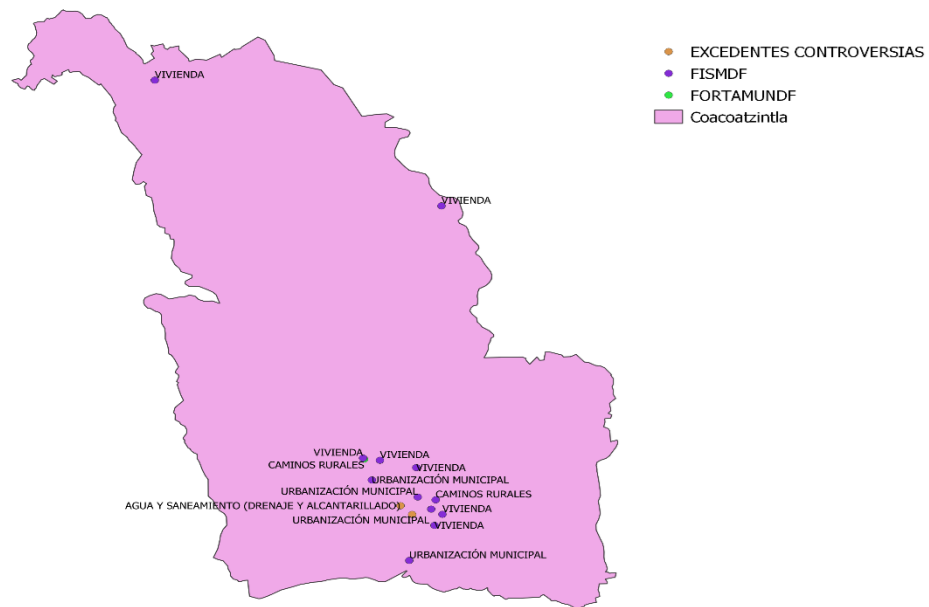 EXCEDENTES CONTROVERSIAS
FISMDF
FORTAMUNDF
Coacoatzintla
VIVIENDA
VIVIENDA
VIVIENDA
VIVIENDA
CAMINOS RURALES
VIVIENDA
URBANIZACIÓN MUNICIPAL
URBANIZACIÓN MUNICIPAL
CAMINOS RURALES
AGUA Y SANEAMIENTO (DRENAJE Y ALCANTARILLADO)
VIVIENDA
URBANIZACIÓN MUNICIPAL
VIVIENDA
URBANIZACIÓN MUNICIPAL